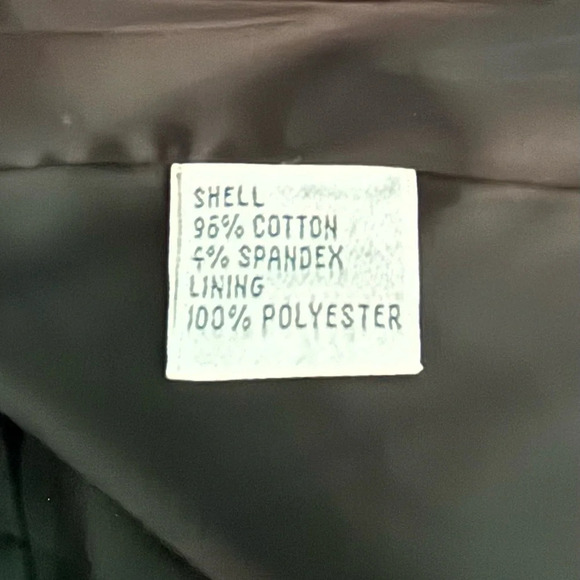 SHELL
96% COTTON
4% SPANDEX
LINING
100% POLYESTER